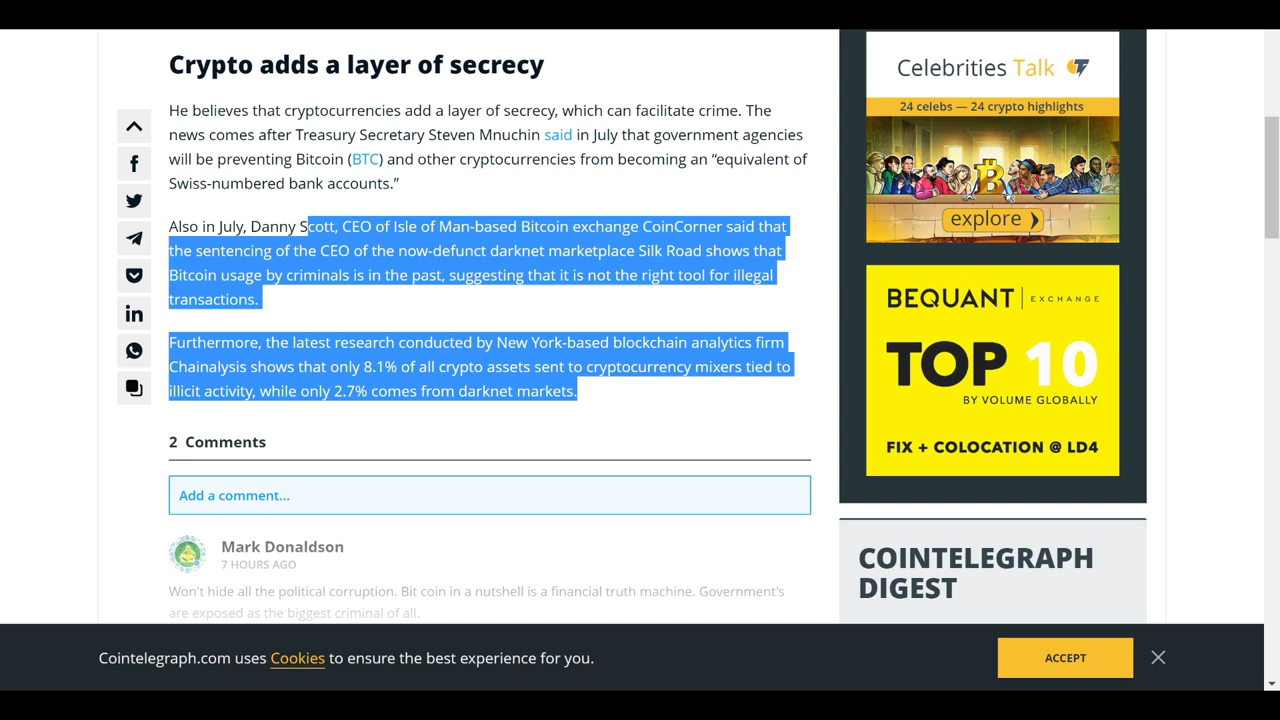 Crypto adds a layer of secrecy
He believes that cryptocurrencies add a layer of secrecy, which can facilitate crime. The
news comes after Treasury Secretary Steven Mnuchin said in July that government agencies
will be preventing Bitcoin (BTC) and other cryptocurrencies from becoming an “equivalent of
Swiss-numbered bank accounts.”
Also in July, Danny Scott, CEO of Isle of Man-based Bitcoin exchange CoinCorner said that
the sentencing of the CEO of the now-defunct darknet marketplace Silk Road shows that
Bitcoin usage by criminals is in the past, suggesting that it is not the right tool for illegal
transactions.
Furthermore, the latest research conducted by New York-based blockchain analytics firm
Chainalysis shows that only 8.1% of all crypto assets sent to cryptocurrency mixers tied to
illicit activity, while only 2.7% comes from darknet markets.
2 Comments
Add a comment...
Mark Donaldson
7 HOURS AGO
Won't hide all the political corruption. Bit coin in a nutshell is a financial truth machine. Government's
are exposed as the biggest criminal of all.
Celebrities Talk
24 celebs — 24 crypto highlights
explore
BEQUANT | EXCHANGE
TOP 10
BY VOLUME GLOBALLY
FIX + COLOCATION @ LD4
COINTELEGRAPH
DIGEST
Cointelegraph.com uses Cookies to ensure the best experience for you.
ACCEPT